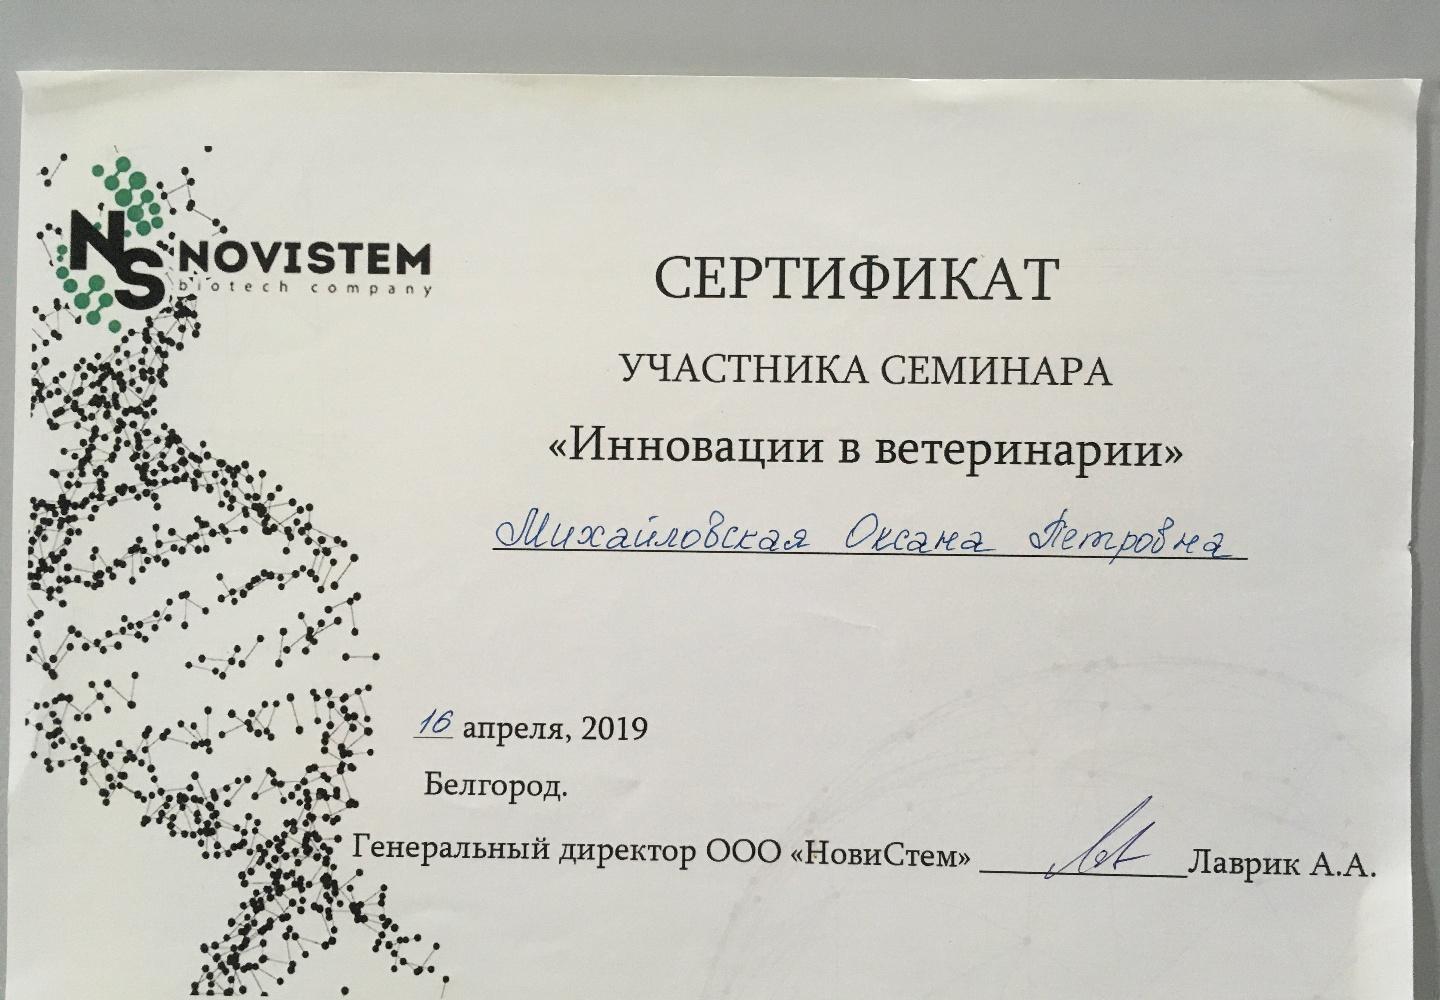 NS NOVISTEM
biotech company
СЕРТИФИКАТ
УЧАСТНИКА СЕМИНАРА
«Инновации в ветеринарии»
Михайловская Оксана Петровна
16 апреля, 2019
Белгород.
Генеральный директор ООО «НовиСтем» Лаврик А.А.